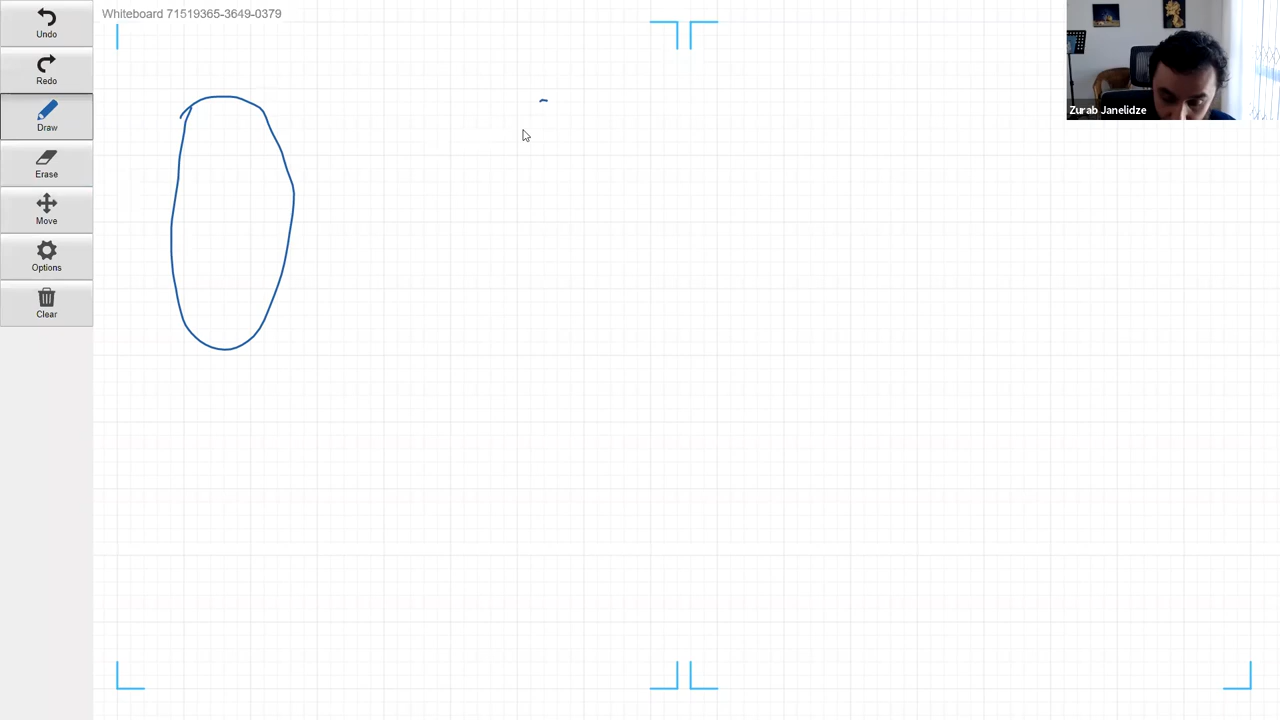 Whiteboard 71519365-3649-0379
Undo
Redo
Draw
Erase
Move
Options
Clear
Zurab Janelidze